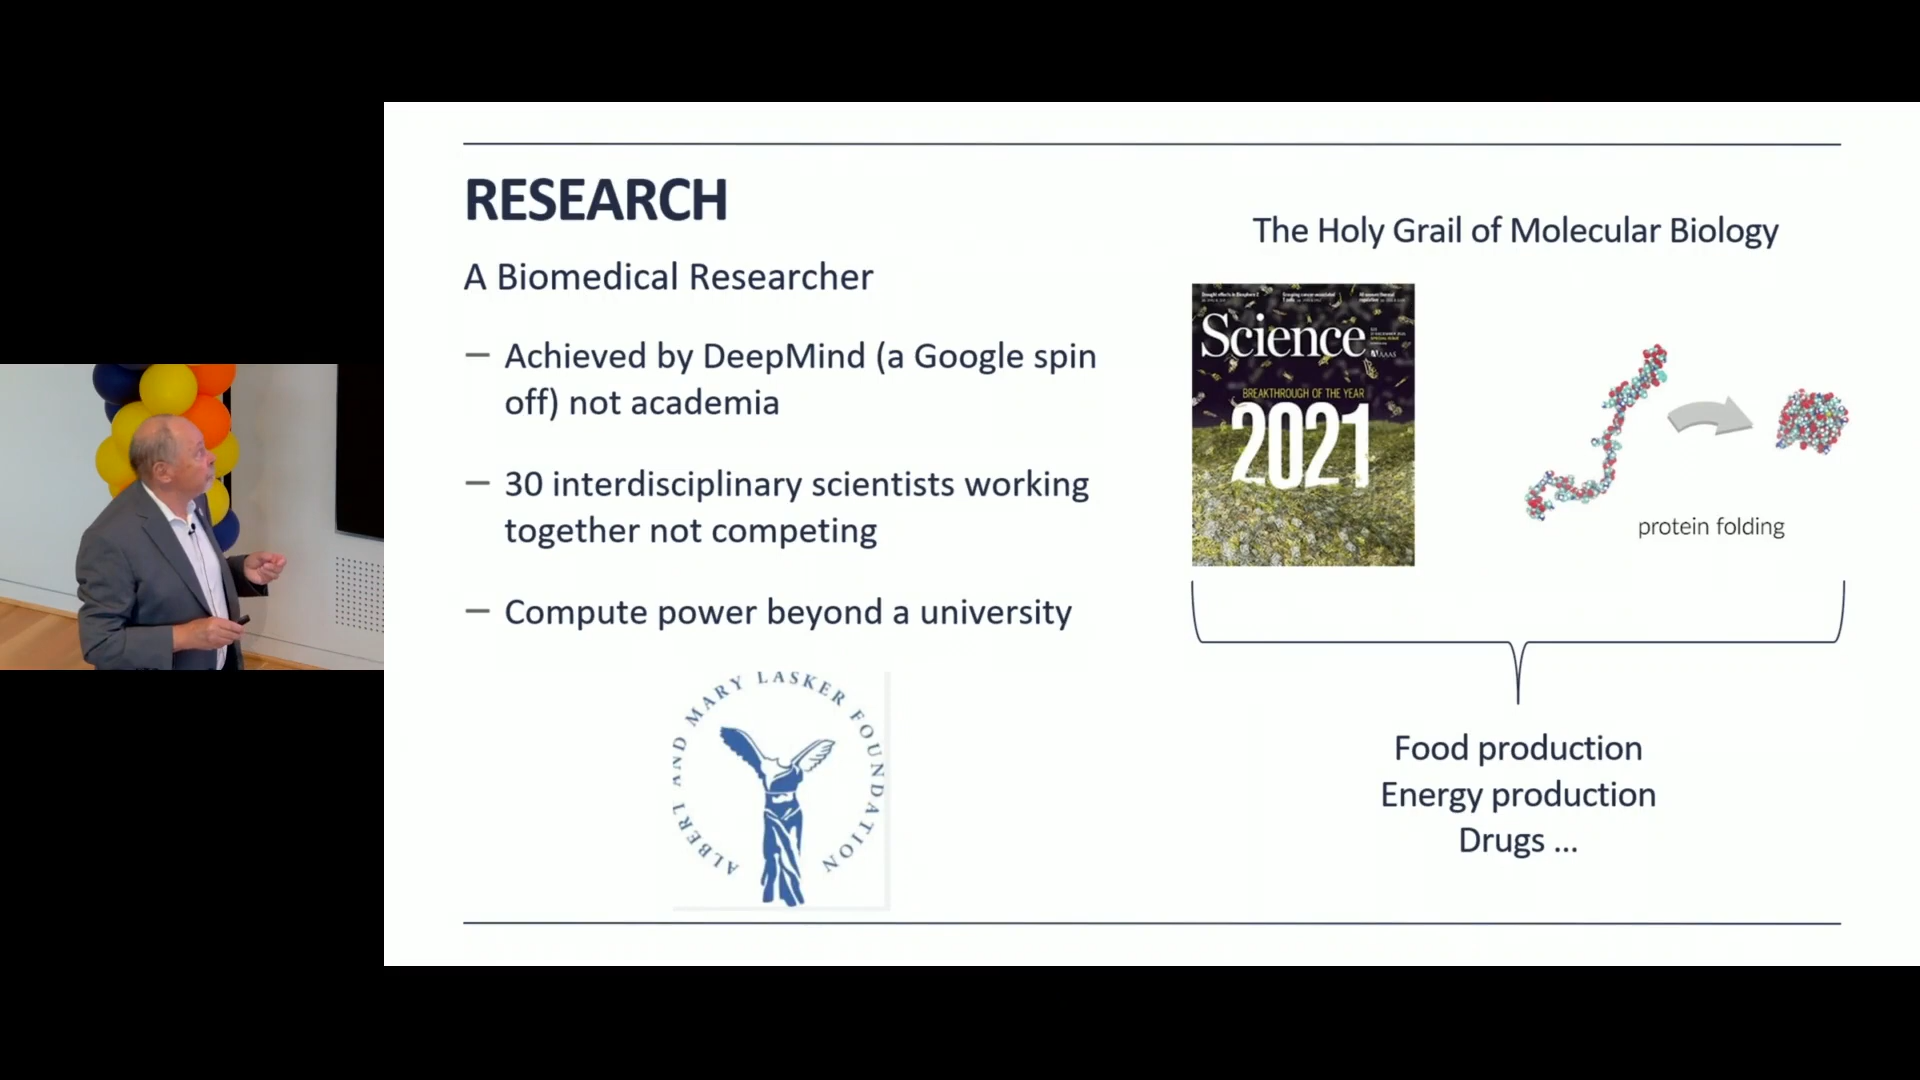 RESEARCH
A Biomedical Researcher
— Achieved by DeepMind (a Google spin
off) not academia
— 30 interdisciplinary scientists working
together not competing
— Compute power beyond a university
ALBERT AND MARY LASKER FOUNDATION
The Holy Grail of Molecular Biology
Science
AAAS
BREAKTHROUGH OF THE YEAR
2021
protein folding
Food production
Energy production
Drugs ...